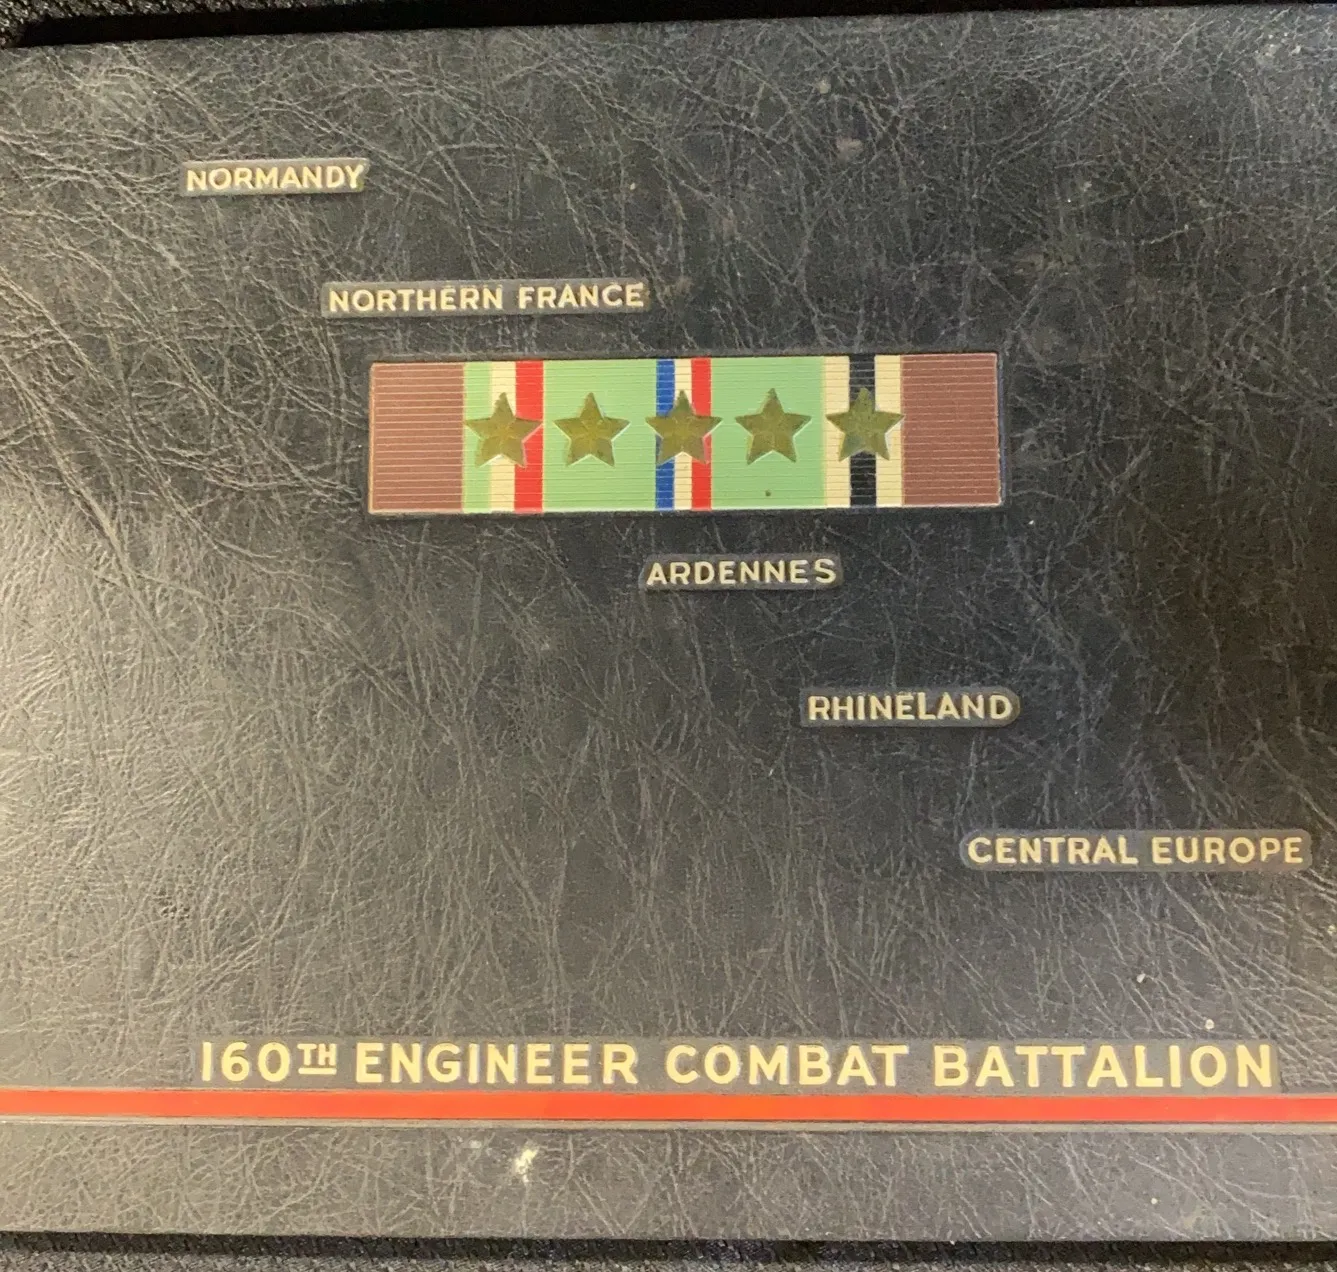 NORMANDY
NORTHERN FRANCE
ARDENNES
RHINELAND
CENTRAL EUROPE
160TH ENGINEER COMBAT BATTALION